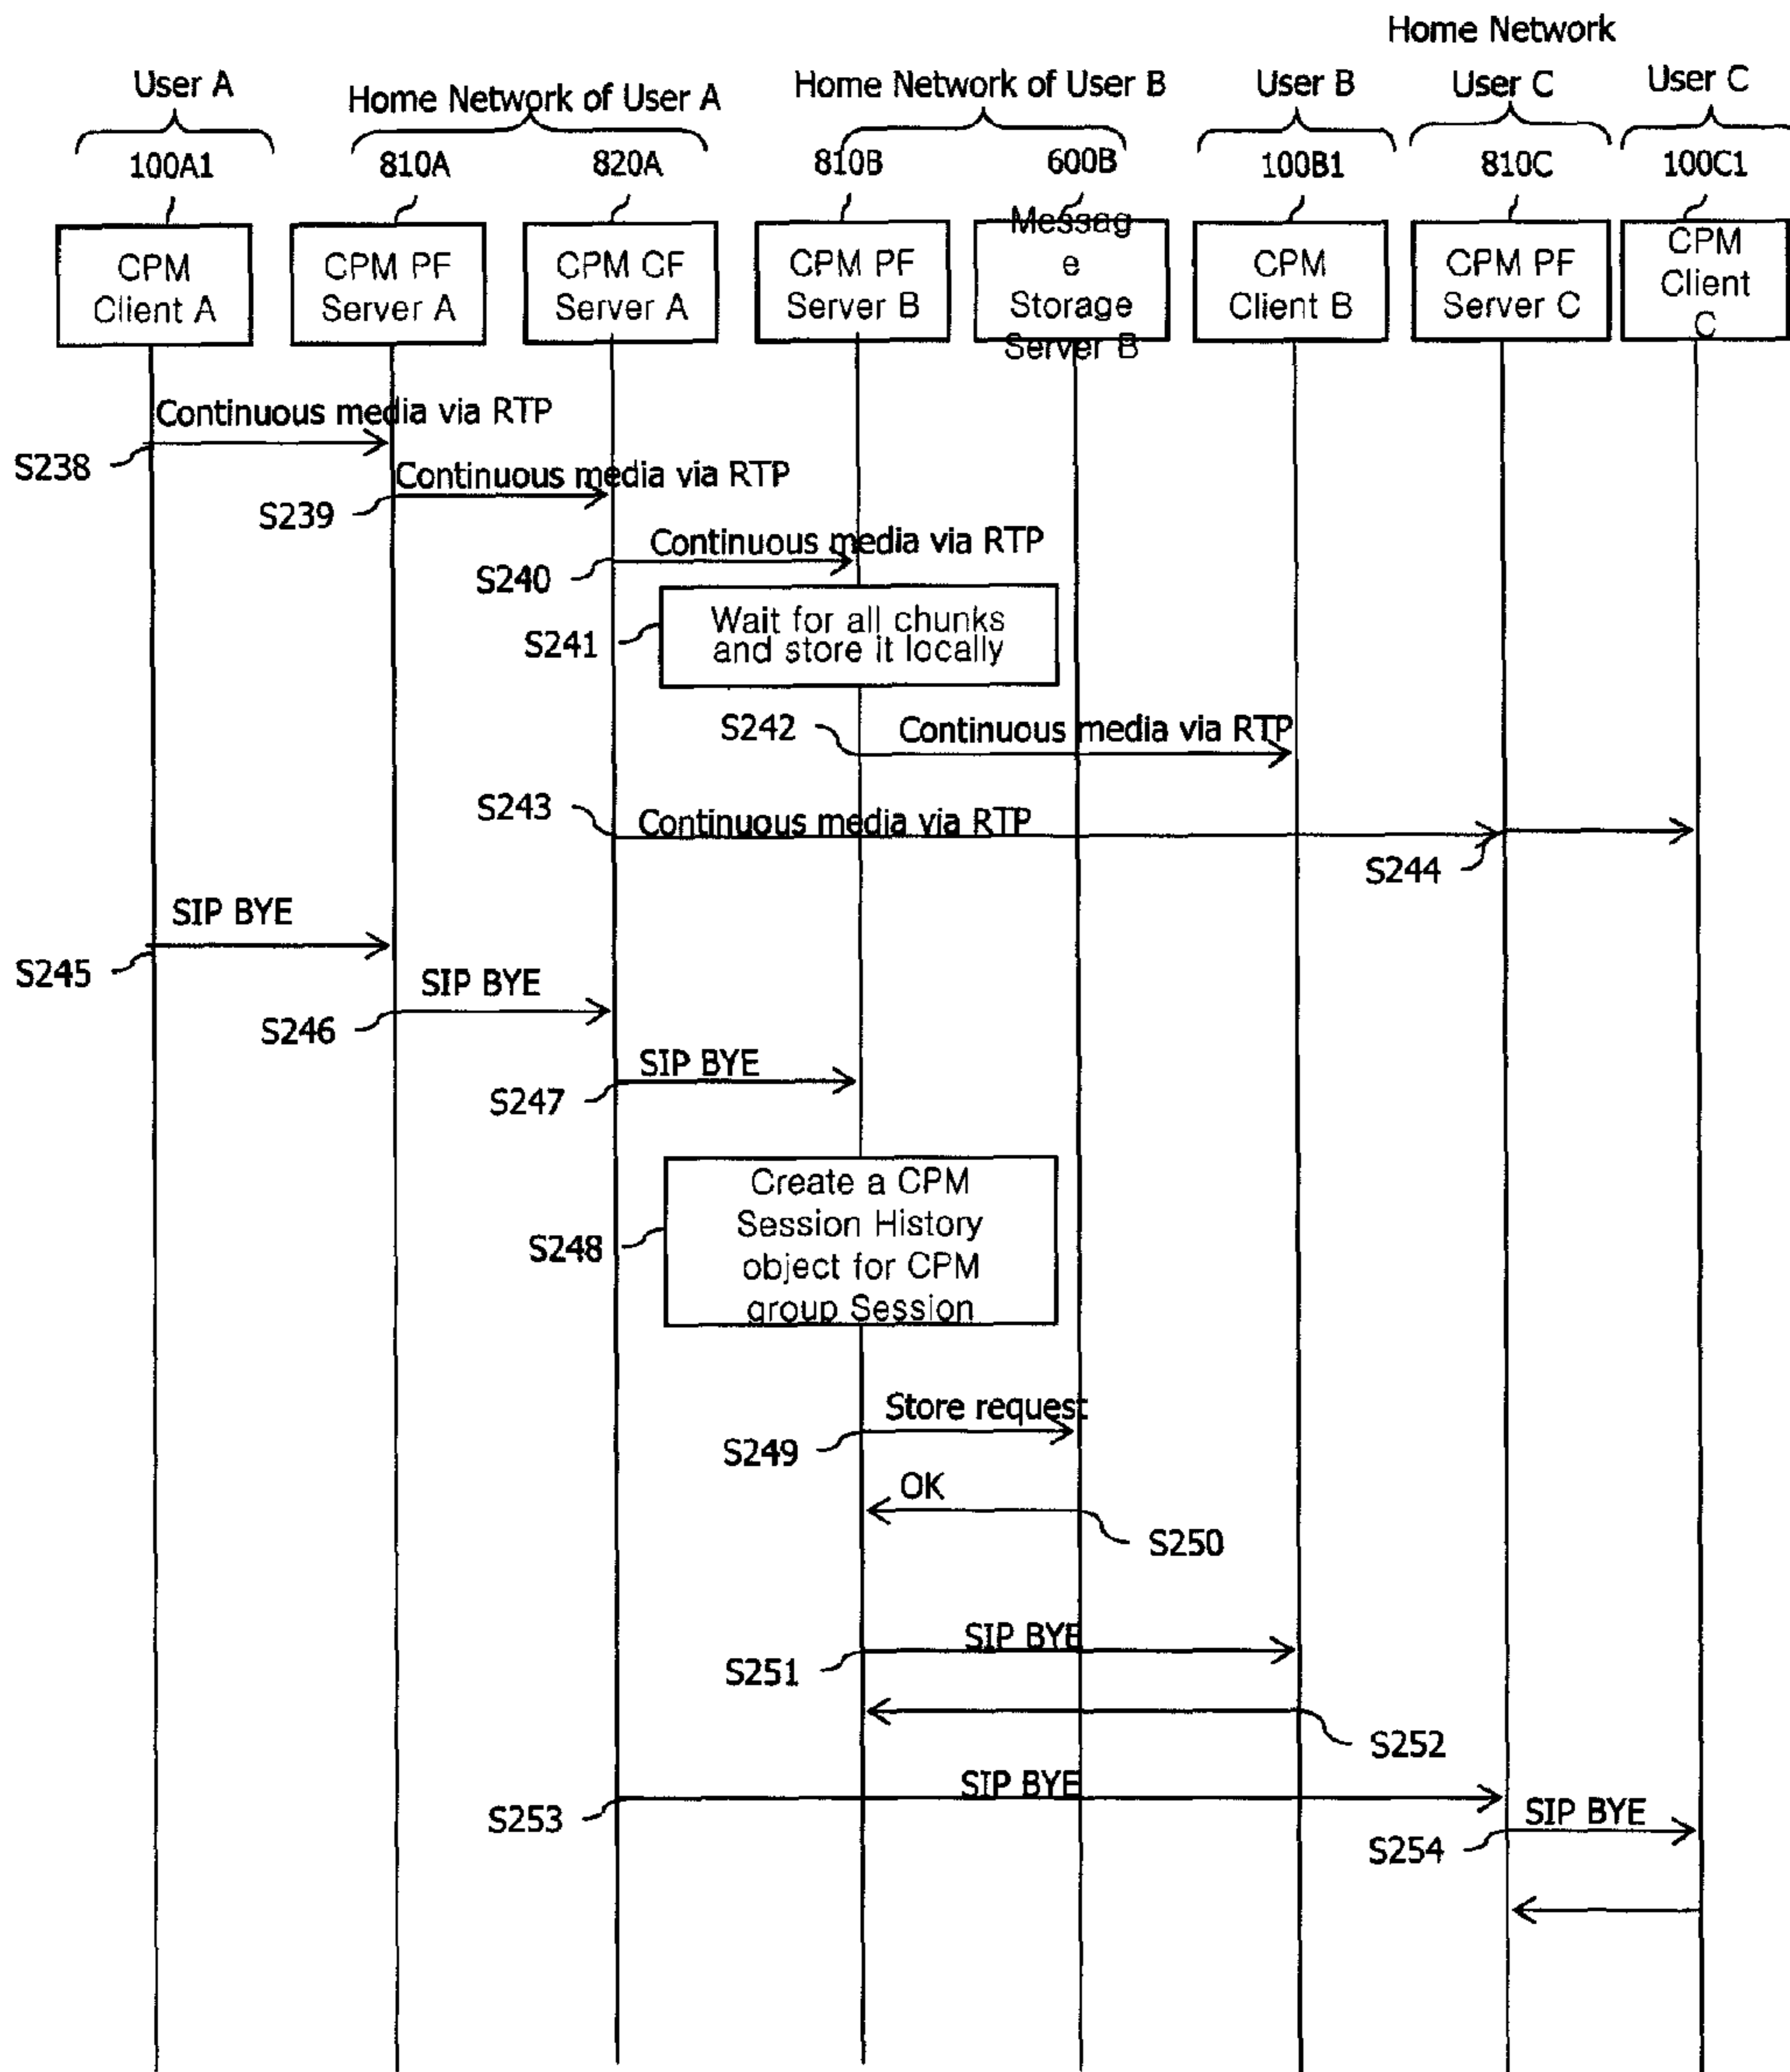 Home Network
User A
Home Network of User A
Home Network of User B
User B
User C
User C
100A1
810A
820A
810B
600B
100B1
810C
100C1
CPM
Client A
CPM PF
Server A
CPM CF
Server A
CPM PF
Server B
Messag
e
Storage
Server B
CPM
Client B
CPM PF
Server C
CPM
Client
C
Continuous media via RTP
S238
Continuous media via RTP
S239
Continuous media via RTP
S240
Wait for all chunks
and store it locally
S241
S242
Continuous media via RTP
S243
Continuous media via RTP
S244
SIP BYE
S245
SIP BYE
S246
SIP BYE
S247
Create a CPM
Session History
object for CPM
group Session
S248
Store request
S249
OK
S250
SIP BYE
S251
S252
SIP BYE
S253
SIP BYE
S254